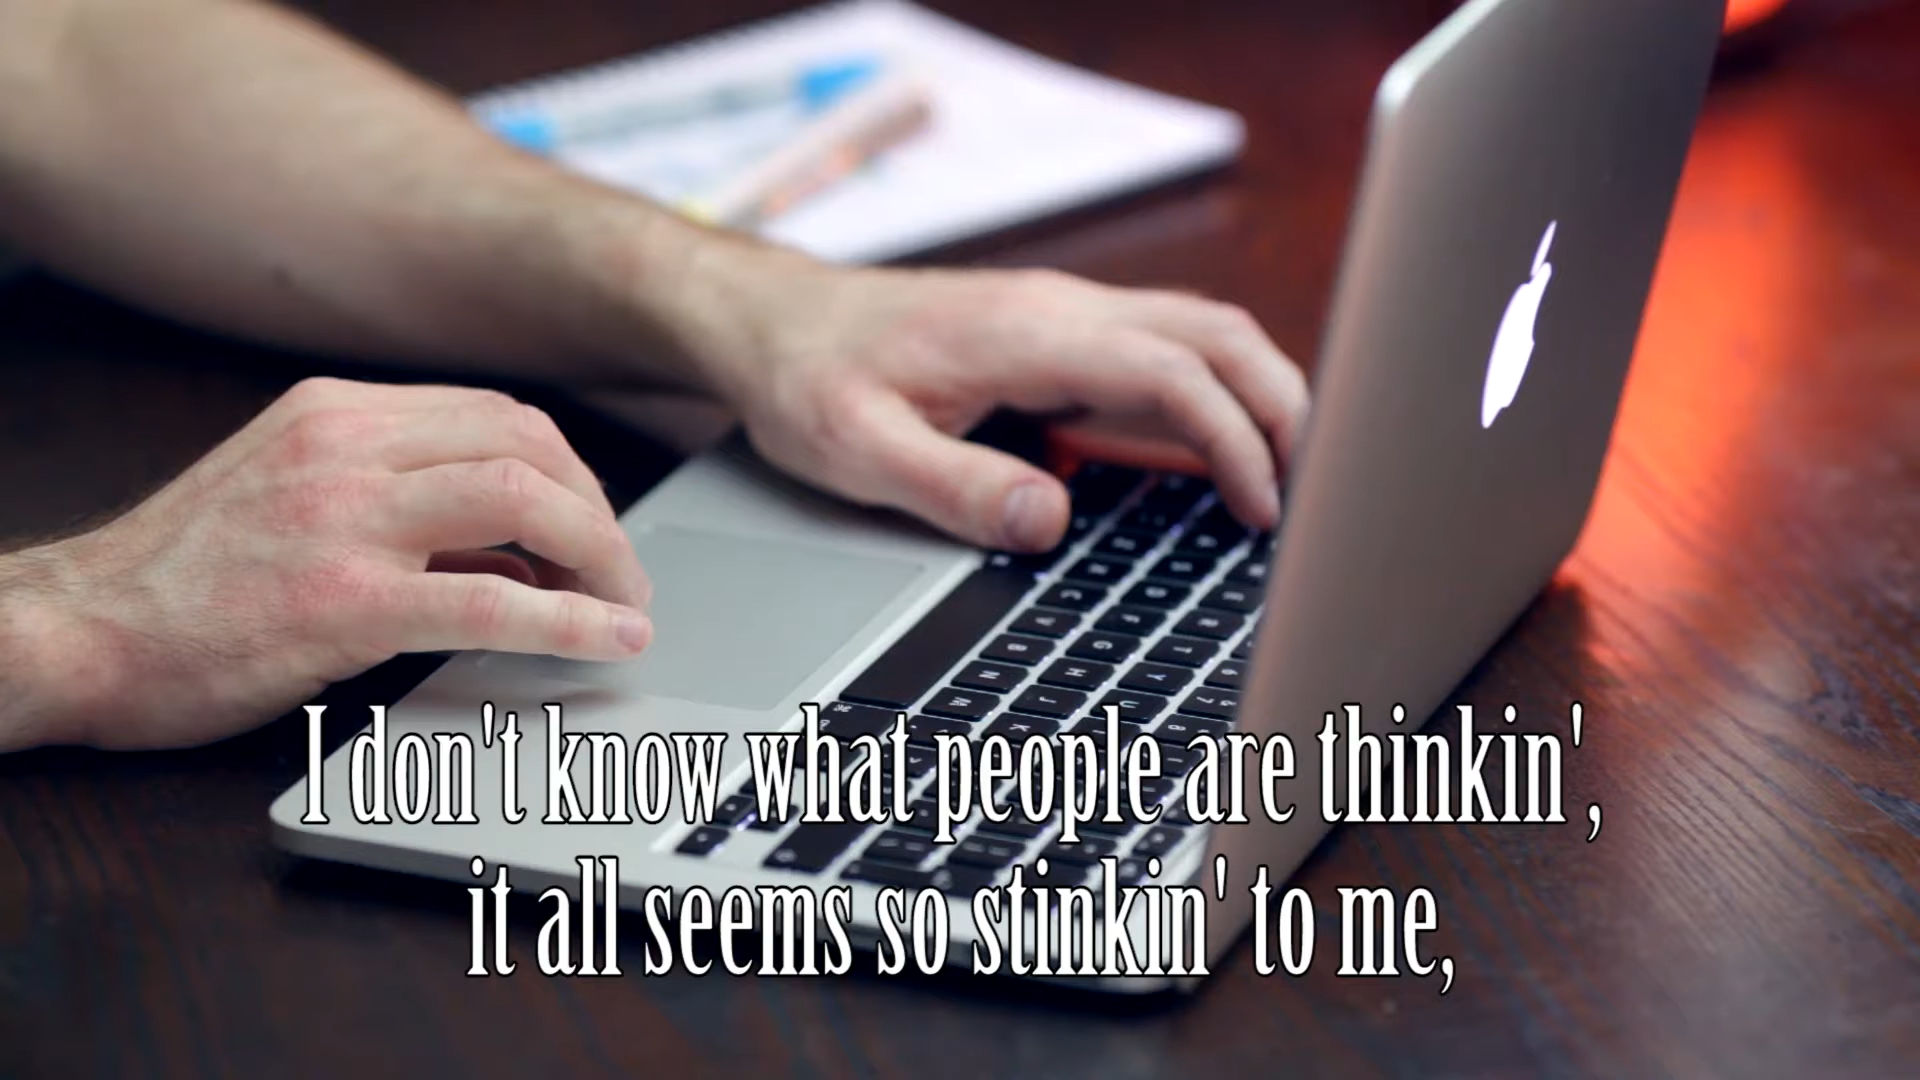 I don't know what people are thinkin',
it all seems so stinkin' to me,